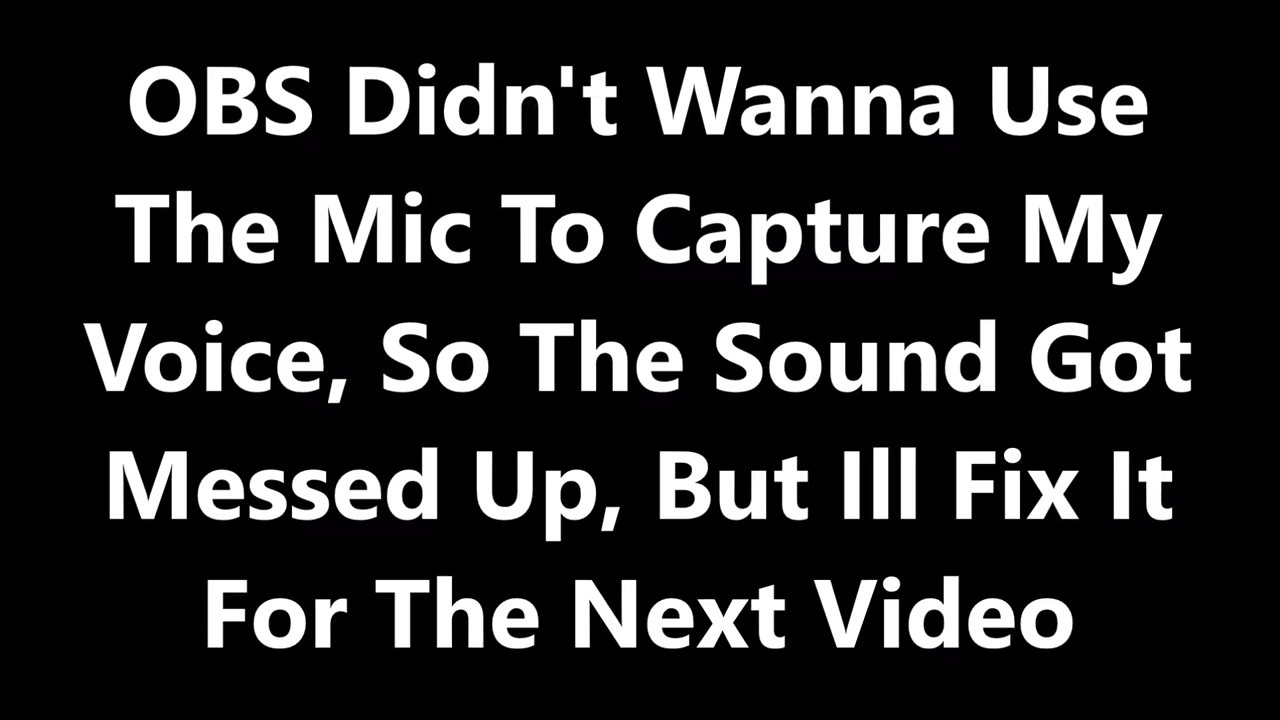 OBS Didn't Wanna Use
The Mic To Capture My
Voice, So The Sound Got
Messed Up, But Ill Fix It
For The Next Video